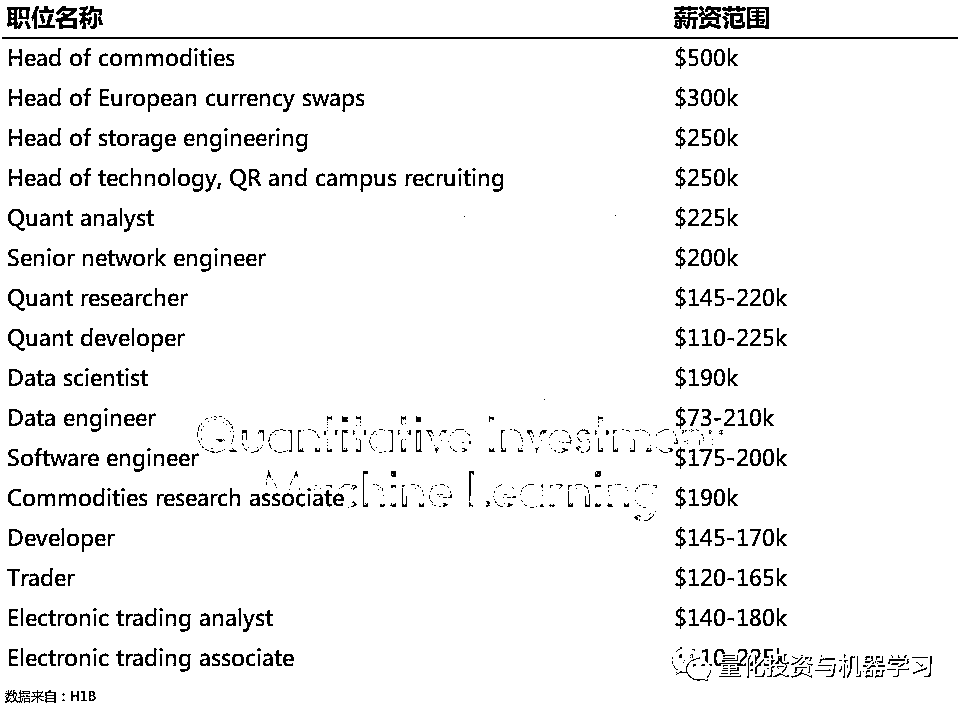 职位名称 薪资范围
Head of commodities $500k
Head of European currency swaps $300k
Head of storage engineering $250k
Head of technology, QR and campus recruiting $250k
Quant analyst $225k
Senior network engineer $200k
Quant researcher $145-220k
Quant developer $110-225k
Data scientist $190k
Data engineer $73-210k
Quantitative Investment
Software engineer $175-200k
Machine Learning
Commodities research associate $190k
Developer $145-170k
Trader $120-165k
Electronic trading analyst $140-180k
Electronic trading associate
量化投资与机器学习
数据来自：H1B